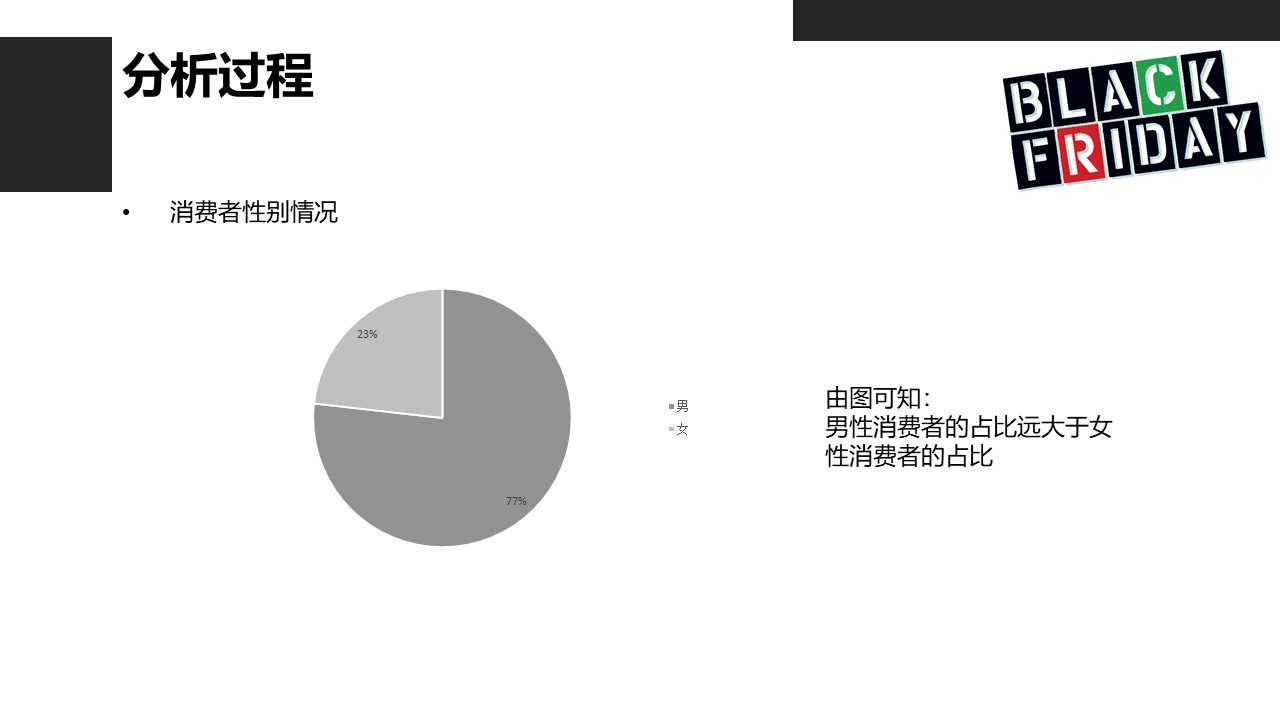 分析过程
BLACK
FRIDAY
• 消费者性别情况
23%
77%
男
女
由图可知：
男性消费者的占比远大于女
性消费者的占比